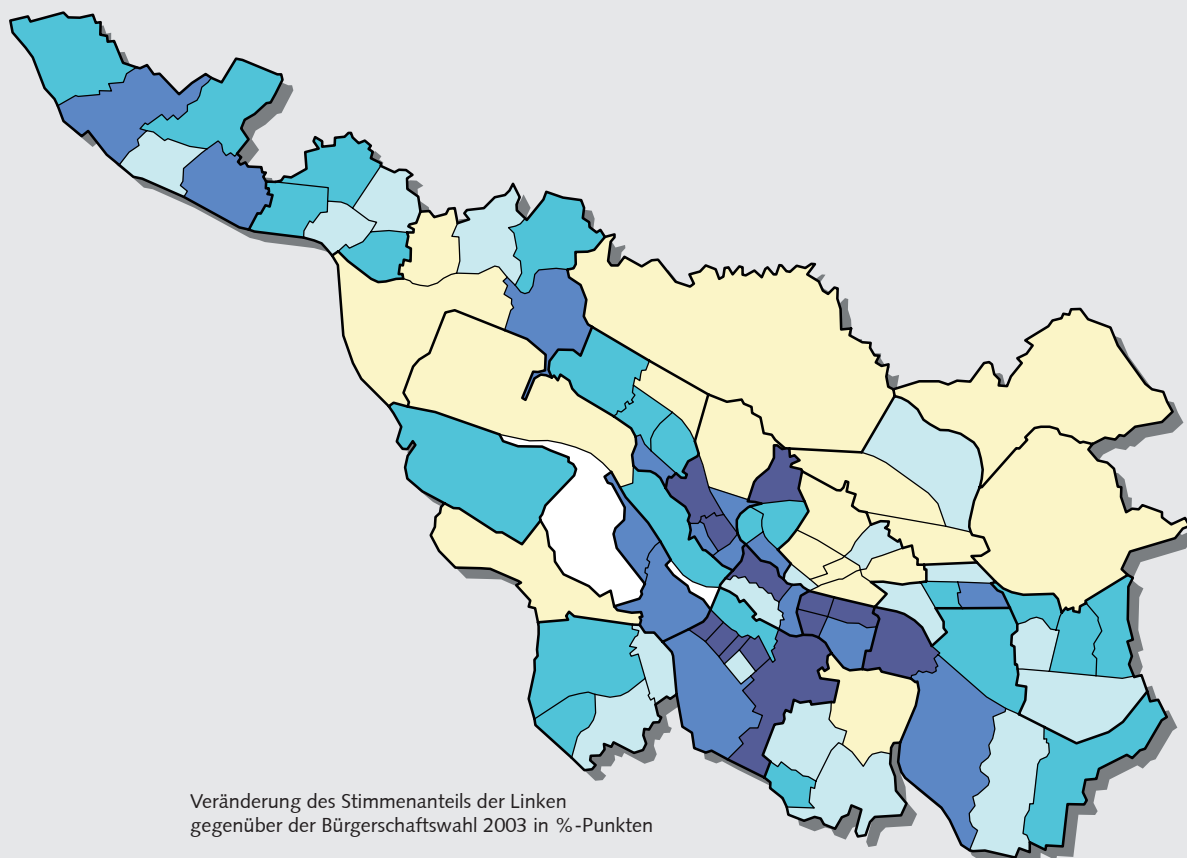 Veränderung des Stimmenanteils der Linken
gegenüber der Bürgerschaftswahl 2003 in %-Punkten